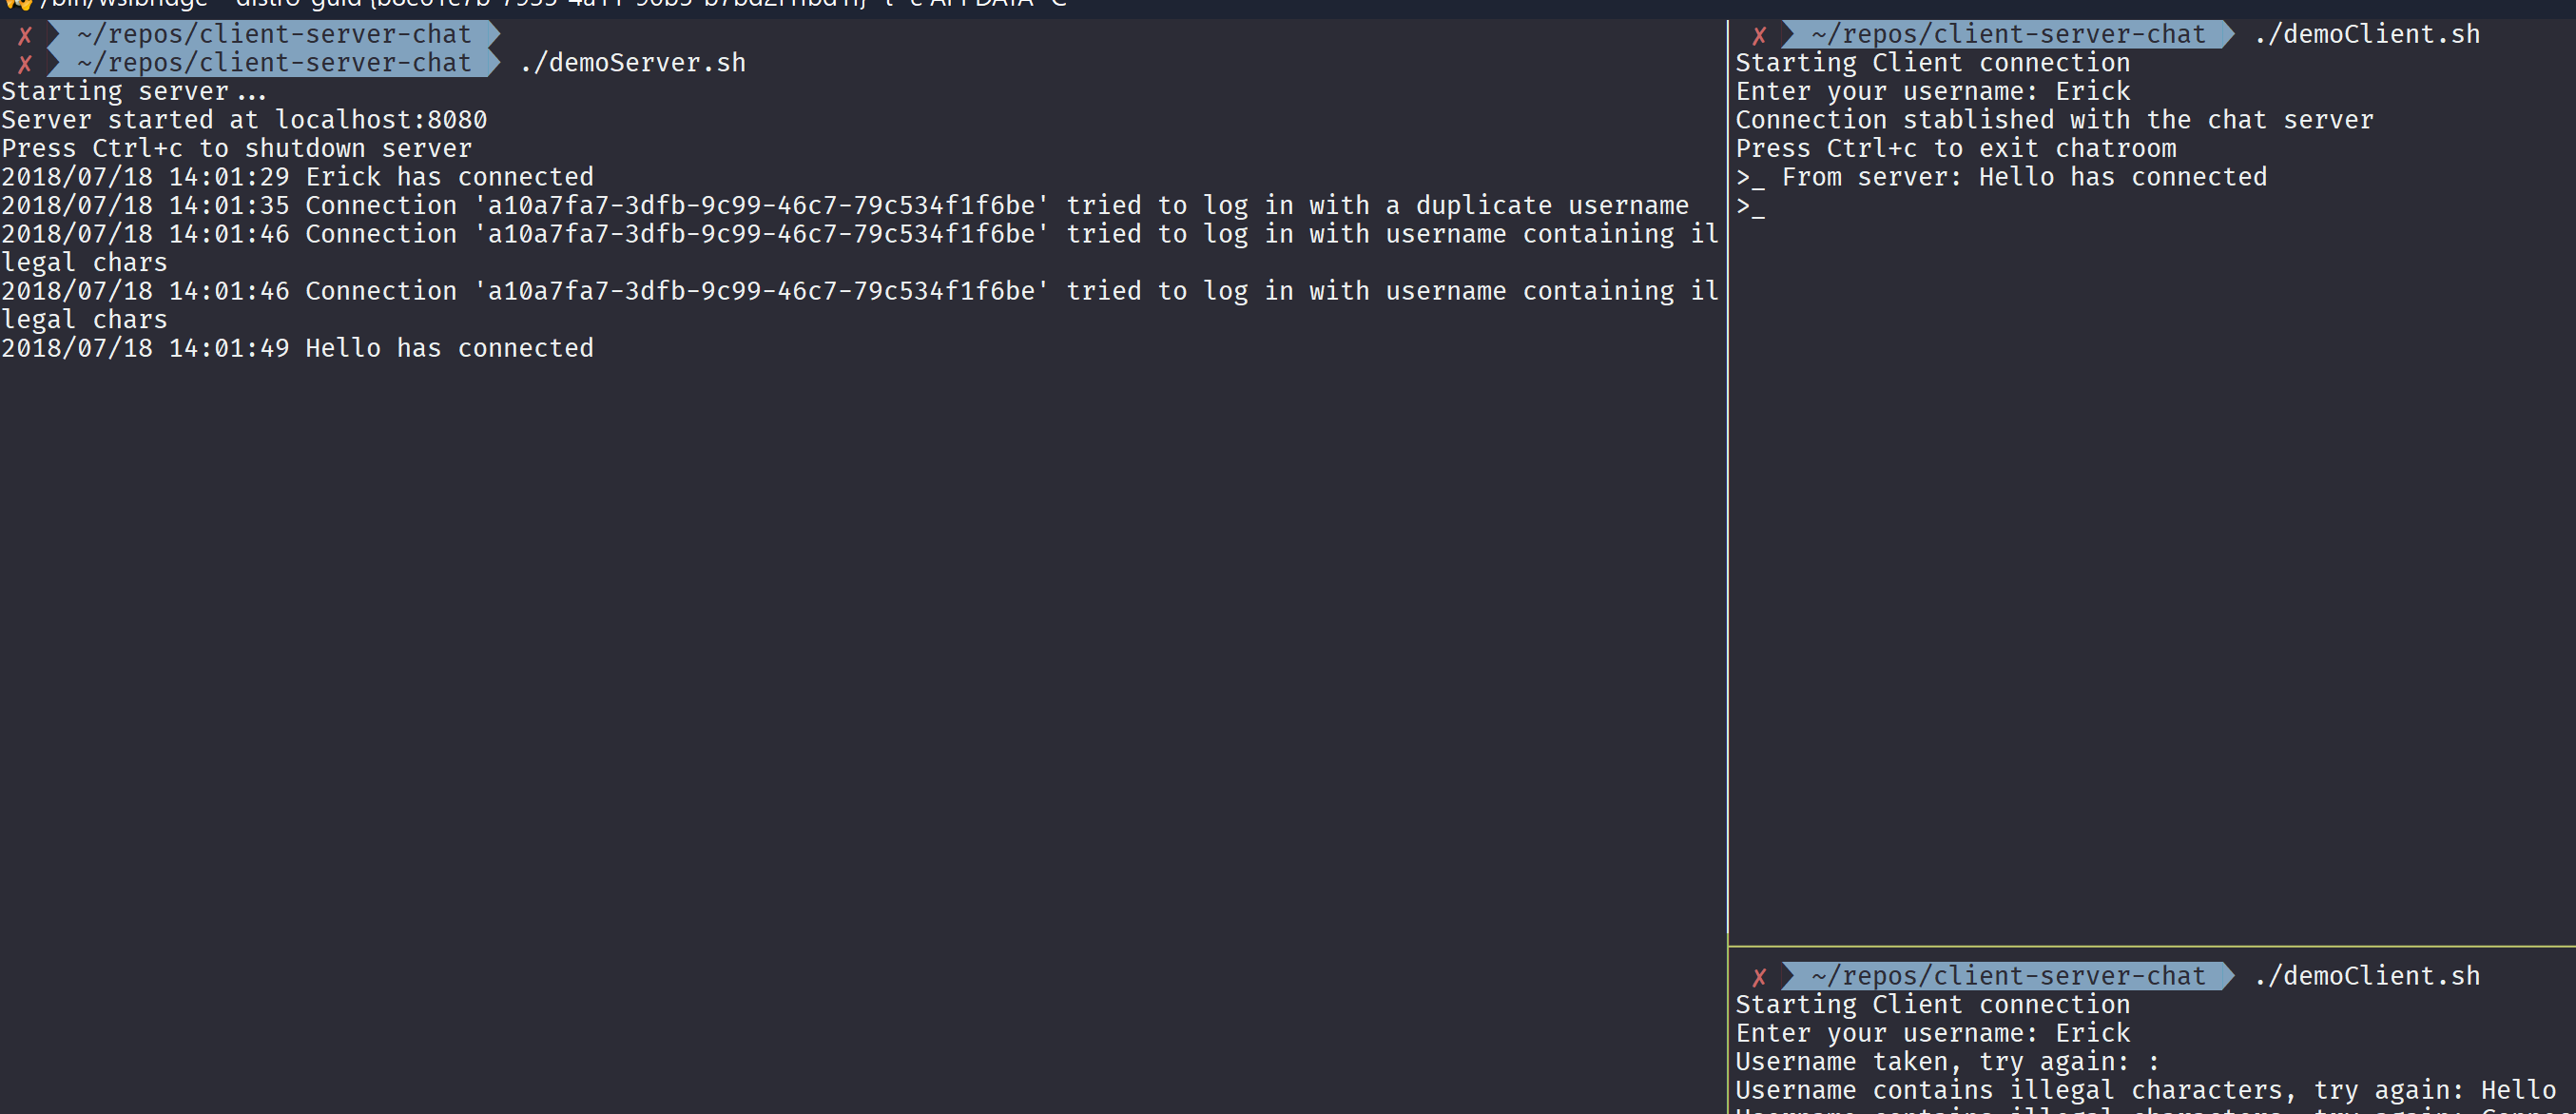 ✗ ~/repos/client-server-chat
✗ ~/repos/client-server-chat ./demoServer.sh
Starting server...
Server started at localhost:8080
Press Ctrl+c to shutdown server
2018/07/18 14:01:29 Erick has connected
2018/07/18 14:01:35 Connection 'a10a7fa7-3dfb-9c99-46c7-79c534f1f6be' tried to log in with a duplicate username
2018/07/18 14:01:46 Connection 'a10a7fa7-3dfb-9c99-46c7-79c534f1f6be' tried to log in with username containing il
legal chars
2018/07/18 14:01:46 Connection 'a10a7fa7-3dfb-9c99-46c7-79c534f1f6be' tried to log in with username containing il
legal chars
2018/07/18 14:01:49 Hello has connected
✗ ~/repos/client-server-chat ./demoClient.sh
Starting Client connection
Enter your username: Erick
Connection stablished with the chat server
Press Ctrl+c to exit chatroom
>_ From server: Hello has connected
>_
✗ ~/repos/client-server-chat ./demoClient.sh
Starting Client connection
Enter your username: Erick
Username taken, try again: :
Username contains illegal characters, try again: Hello